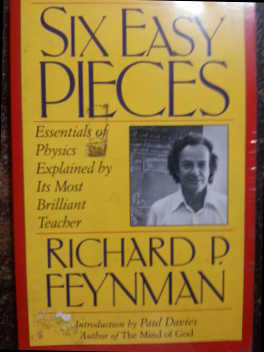 SIX EASY
PIECES
Essentials of
Physics
Explained by
Its Most
Brilliant
Teacher
RICHARD P.
FEYNMAN
Introduction by Paul Davies
Author of The Mind of God